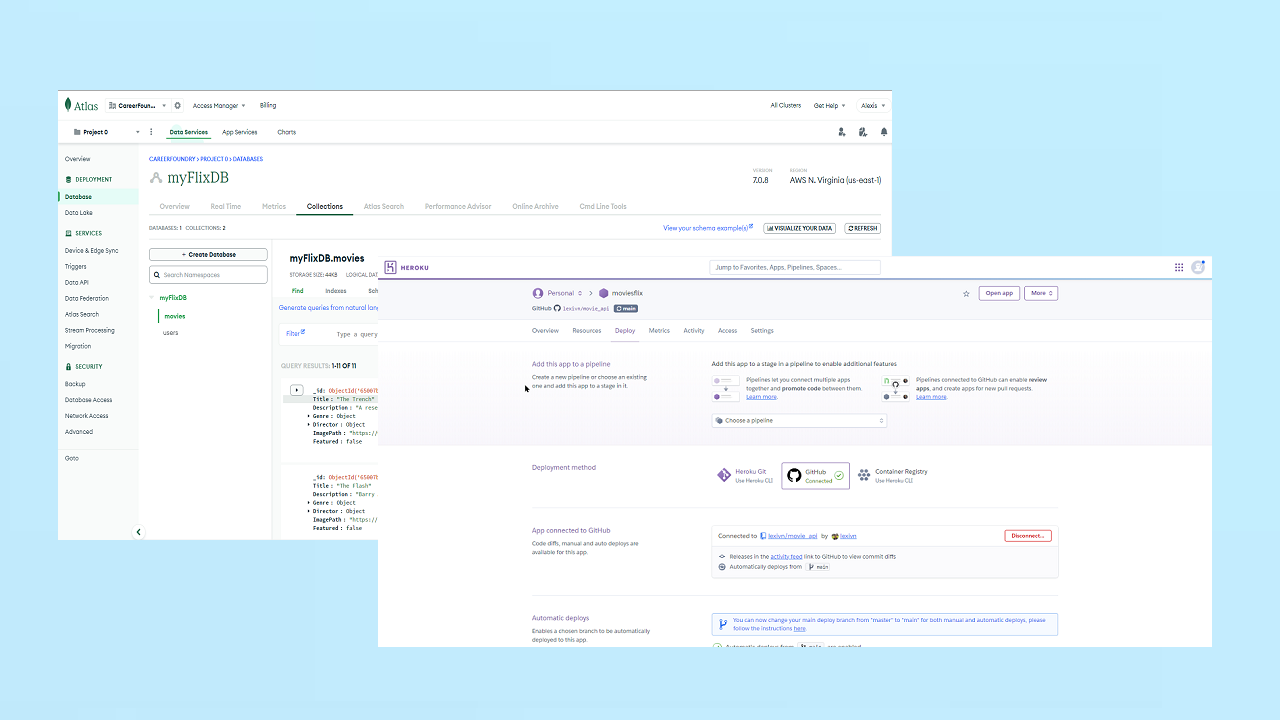 Atlas
CareerFoun...
Access Manager
Billing
All Clusters
Get Help
Alexis
Project 0
Data Services
App Services
Charts
Overview
DEPLOYMENT
Database
Data Lake
SERVICES
Device & Edge Sync
Triggers
Data API
Data Federation
Atlas Search
Stream Processing
Migration
SECURITY
Backup
Database Access
Network Access
Advanced
Goto
CAREERFOUNDRY > PROJECT 0 > DATABASES
myFlixDB
VERSION
7.0.8
REGION
AWS N. Virginia (us-east-1)
Overview
Real Time
Metrics
Collections
Atlas Search
Performance Advisor
Online Archive
Cmd Line Tools
DATABASES: 1 COLLECTIONS: 2
View your schema example(s)
VISUALIZE YOUR DATA
REFRESH
+ Create Database
Search Namespaces
myFlixDB
movies
users
myFlixDB.movies
STORAGE SIZE: 44KB LOGICAL DAT
Find
Indexes
Sch
Generate queries from natural lang
Filter
Type a query
QUERY RESULTS: 1-11 OF 11
_id: ObjectId('65007b
Title: "The Trench"
Description: "A rese
Genre: Object
Director: Object
ImagePath: "https://
Featured: false
_id: ObjectId('65007b
Title: "The Flash"
Description: "Barry
Genre: Object
Director: Object
ImagePath: "https://
Featured: false
HEROKU
Jump to Favorites, Apps, Pipelines, Spaces...
Personal
moviesflix
Open app
More
GitHub lexivn/movie_api main
Overview
Resources
Deploy
Metrics
Activity
Access
Settings
Add this app to a pipeline
Create a new pipeline or choose an existing
one and add this app to a stage in it.
Add this app to a stage in a pipeline to enable additional features
Pipelines let you connect multiple apps
together and promote code between them.
Learn more.
Pipelines connected to GitHub can enable review
apps, and create apps for new pull requests.
Learn more.
Choose a pipeline
Deployment method
Heroku Git
Use Heroku CLI
GitHub
Connected
Container Registry
Use Heroku CLI
App connected to GitHub
Code diffs, manual and auto deploys are
available for this app.
Connected to lexivn/movie_api by lexivn
Disconnect...
Releases in the activity feed link to GitHub to view commit diffs
Automatically deploys from main
Automatic deploys
Enables a chosen branch to be automatically
deployed to this app.
You can now change your main deploy branch from "master" to "main" for both manual and automatic deploys, please
follow the instructions here.
Automatic deploys from main are enabled